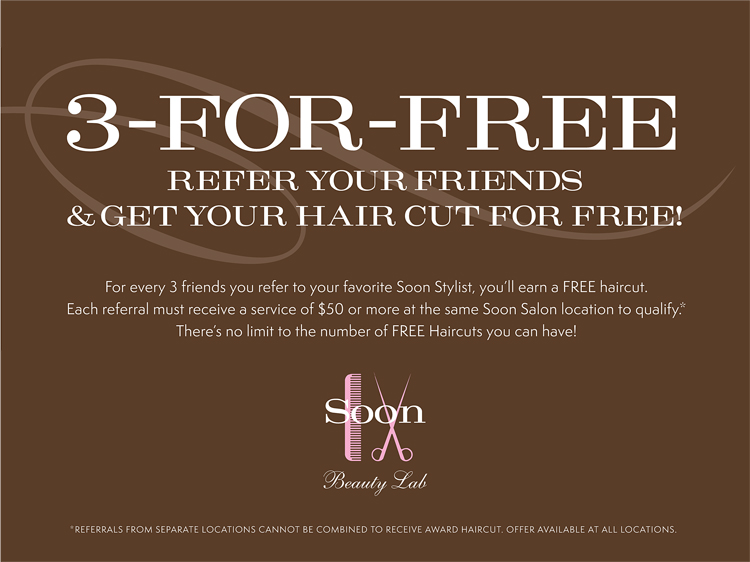 3-FOR-FREE
REFER YOUR FRIENDS
& GET YOUR HAIR CUT FOR FREE!
For every 3 friends you refer to your favorite Soon Stylist, you'll earn a FREE haircut.
Each referral must receive a service of $50 or more at the same Soon Salon location to qualify.*
There's no limit to the number of FREE Haircuts you can have!
Soon
Beauty Lab
*REFERRALS FROM SEPARATE LOCATIONS CANNOT BE COMBINED TO RECEIVE AWARD HAIRCUT. OFFER AVAILABLE AT ALL LOCATIONS.